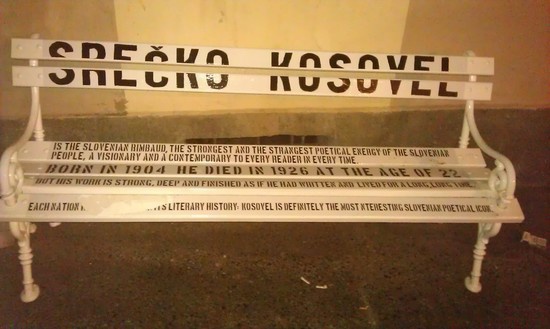 SREČKO KOSOVEL
IS THE SLOVENIAN RIMBAUD, THE STRONGEST AND THE STRANGEST POETICAL ENERGY OF THE SLOVENIAN
PEOPLE, A VISIONARY AND A CONTEMPORARY TO EVERY READER IN EVERY TIME.
BORN IN 1904 HE DIED IN 1926 AT THE AGE OF 22
BUT HIS WORK IS STRONG, DEEP AND FINISHED AS IF HE HAD WRITTEN AND LIVED FOR A LONG, LONG TIME.
EACH NATION LITERARY HISTORY: KOSOVEL IS DEFINITELY THE MOST NTERESTING SLOVENIAN POETICAL ICON.